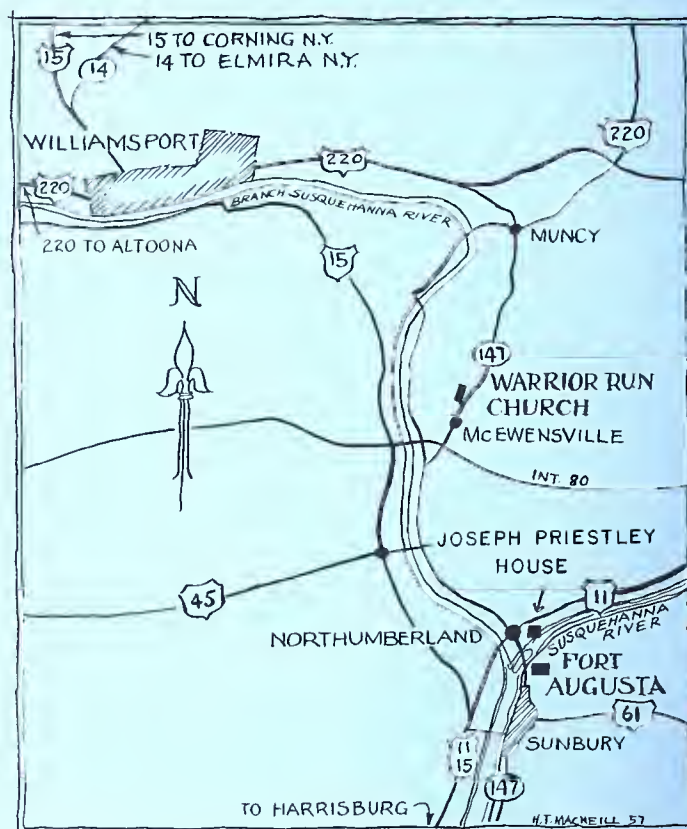 15 TO CORNING N.Y.
15
14
14 TO ELMIRA N.Y.
WILLIAMSPORT
220
220
220
BRANCH SUSQUEHANNA RIVER
220 TO ALTOONA
15
MUNCY
N
147
WARRIOR RUN
CHURCH
McEWENSVILLE
INT. 80
JOSEPH PRIESTLEY
HOUSE
45
11
NORTHUMBERLAND
SUSQUEHANNA
RIVER
FORT
AUGUSTA
61
SUNBURY
11
15
147
TO HARRISBURG
H.T. MACNEILL 57